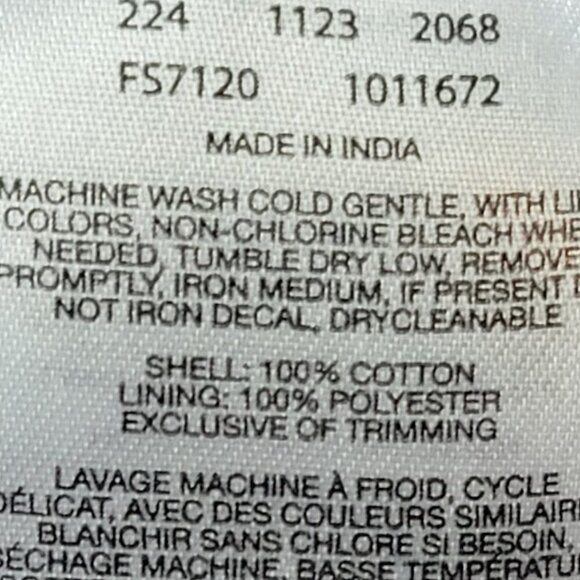 224 1123 2068
FS7120 1011672
MADE IN INDIA
MACHINE WASH COLD GENTLE, WITH
COLORS, NON-CHLORINE BLEACH
NEEDED, TUMBLE DRY LOW, REMOVE
PROMPTLY, IRON MEDIUM, IF PRESENT
NOT IRON DECAL, DRYCLEANABLE
SHELL: 100% COTTON
LINING: 100% POLYESTER
EXCLUSIVE OF TRIMMING
LAVAGE MACHINE À FROID, CYCLE
DÉLICAT, AVEC DES COULEURS
BLANCHIR SANS CHLORE SI BESOIN,
SÉCHAGE MACHINE, BASSE